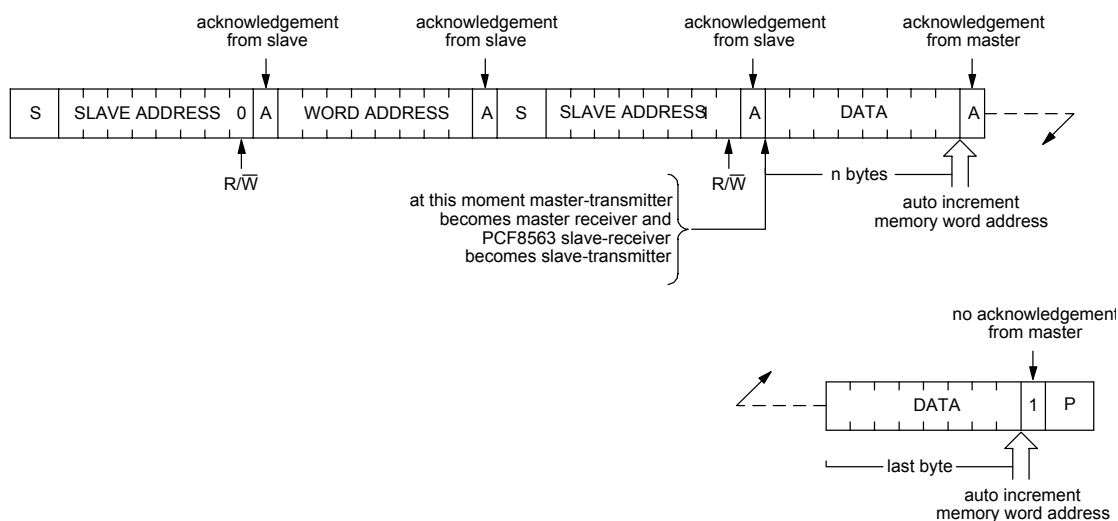 acknowledgement
from slave
acknowledgement
from slave
acknowledgement
from slave
acknowledgement
from master
S SLAVE ADDRESS 0 A WORD ADDRESS A S SLAVE ADDRESS 1 A DATA A
R/W̅
R/W̅
n bytes
at this moment master-transmitter
becomes master receiver and
PCF8563 slave-receiver
becomes slave-transmitter
auto increment
memory word address
no acknowledgement
from master
DATA 1 P
last byte
auto increment
memory word address